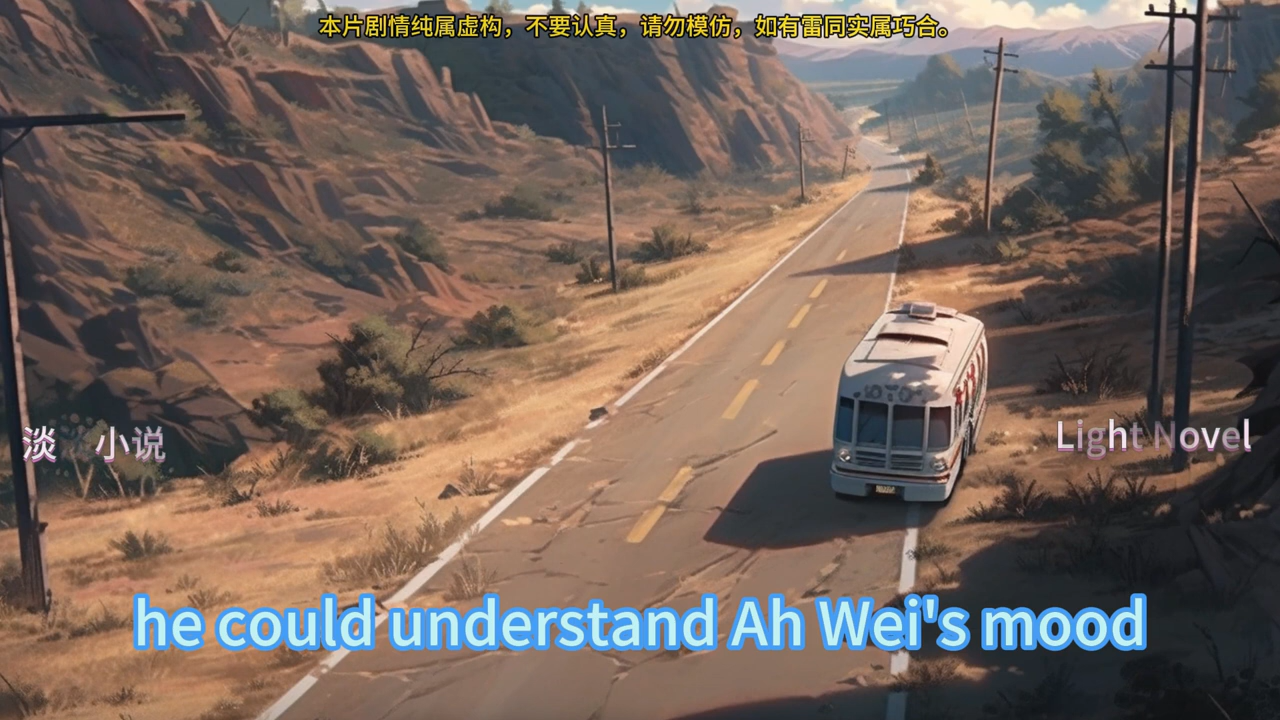 本片剧情纯属虚构，不要认真，请勿模仿，如有雷同实属巧合。
淡 小说
Light Novel
he could understand Ah Wei's mood